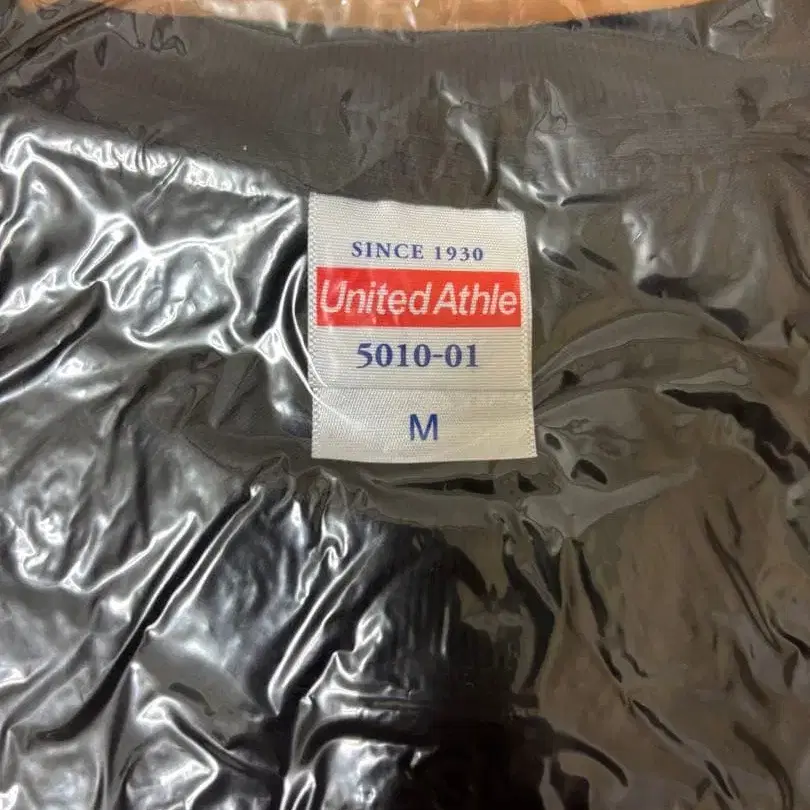 SINCE 1930
United Athle
5010-01
M